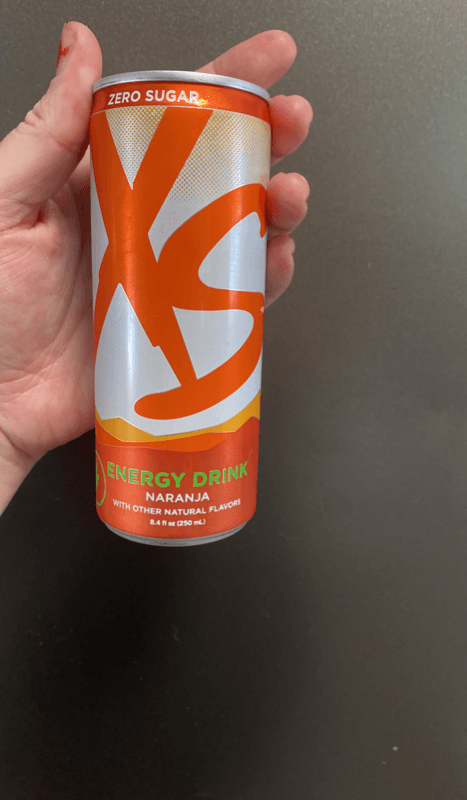 ZERO SUGAR
XS
ENERGY DRINK
NARANJA
WITH OTHER NATURAL FLAVORS
8.4 fl oz (250 mL)